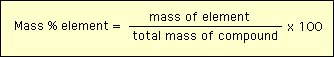 mass of element
Mass % element = ——————— x 100
total mass of compound